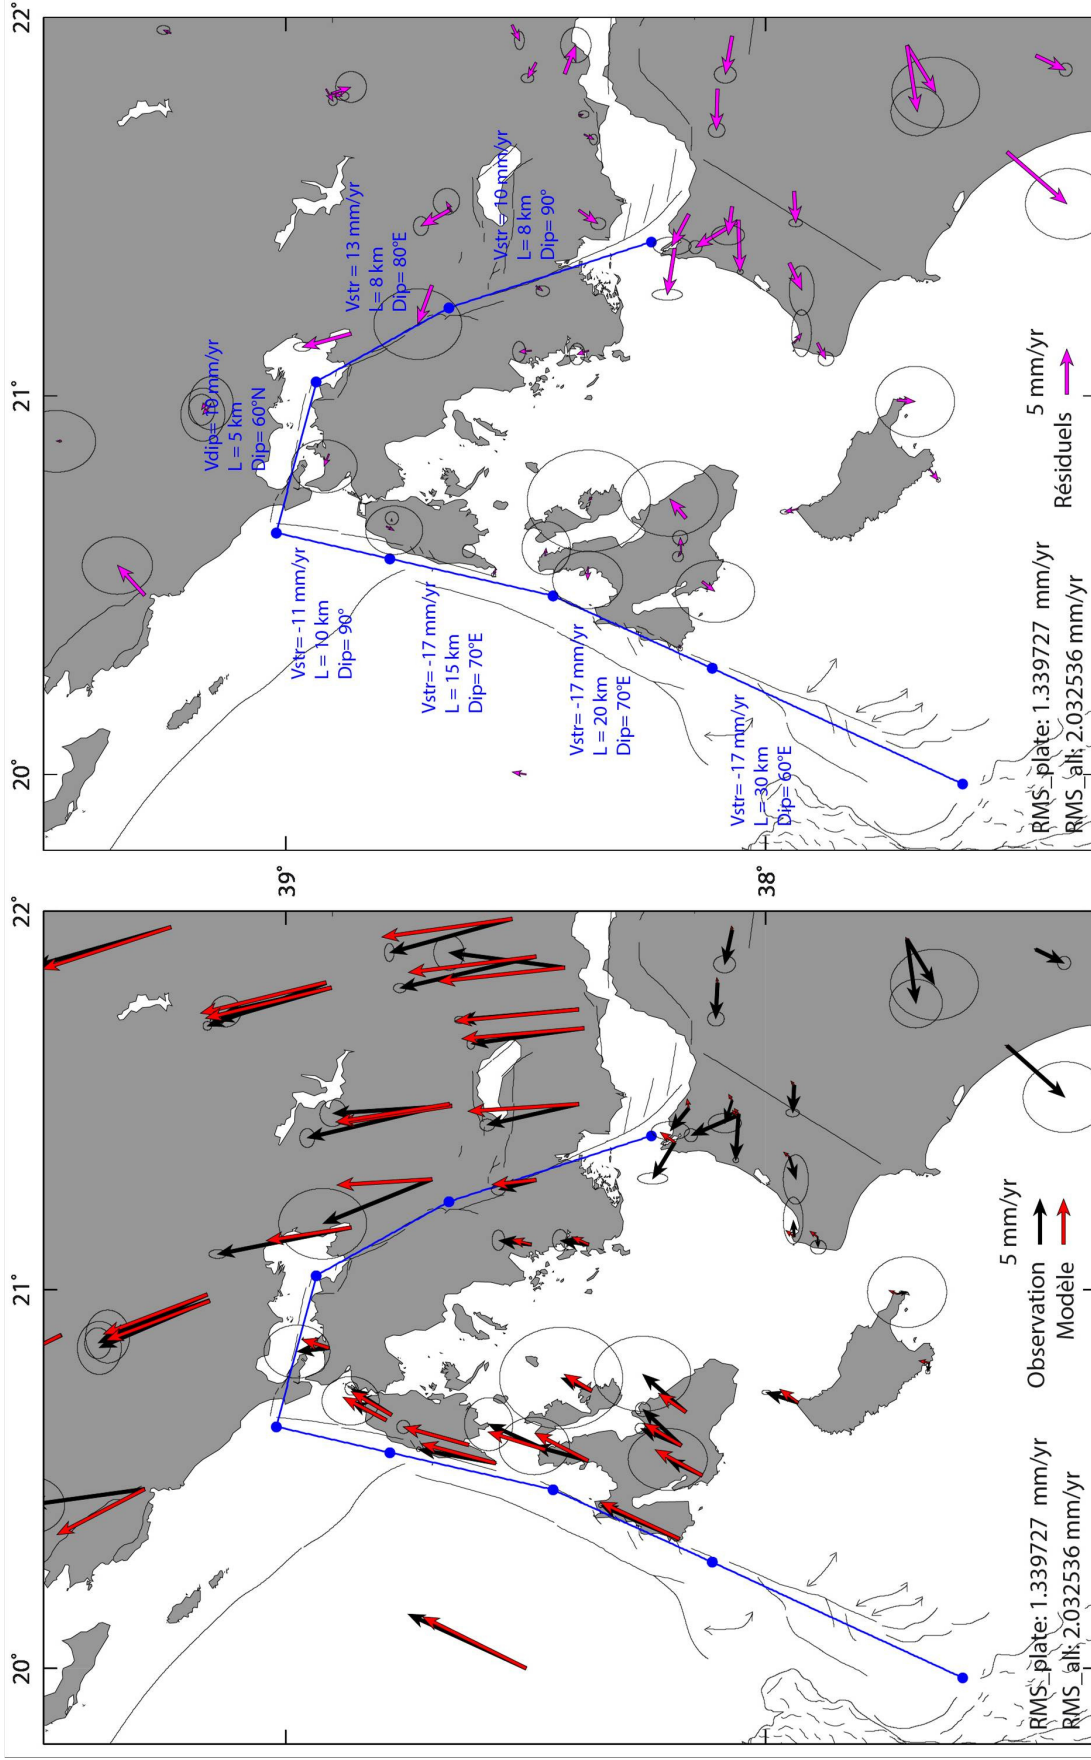 20°
21°
22°
39°
38°
5 mm/yr
RMS_plate: 1.339727 mm/yr
Observation
RMS_all: 2.032536 mm/yr
Modèle
20°
21°
22°
Vdip= 10 mm/yr
L = 5 km
Dip= 60°N
Vstr= -11 mm/yr
L = 10 km
Dip= 90°
Vstr = 13 mm/yr
L= 8 km
Dip= 80°E
Vstr= -17 mm/yr
L = 15 km
Dip= 70°E
Vstr = 10 mm/yr
L= 8 km
Dip= 90°
Vstr= -17 mm/yr
L = 20 km
Dip= 70°E
Vstr= -17 mm/yr
L = 30 km
Dip= 60°E
5 mm/yr
RMS_plate: 1.339727 mm/yr
Résiduels
RMS_all: 2.032536 mm/yr